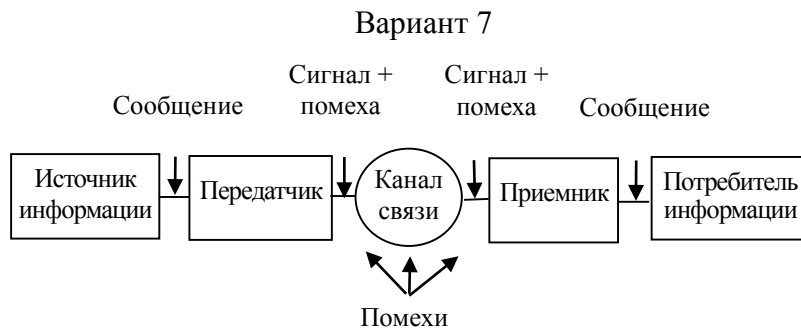 Вариант 7
Сигнал +
помеха
Сигнал +
помеха
Сообщение
Сообщение
Источник
информации
Передатчик
Канал
связи
Приемник
Потребитель
информации
Помехи